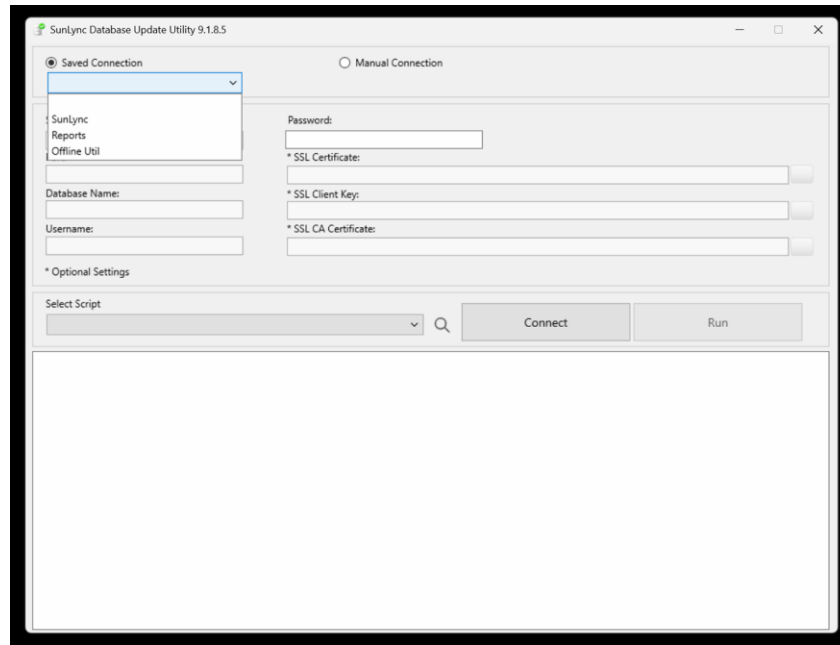 SunLync Database Update Utility 9.1.8.5
Saved Connection
Manual Connection
SunLync
Reports
Offline Util
Password:
* SSL Certificate:
Database Name:
* SSL Client Key:
Username:
* SSL CA Certificate:
* Optional Settings
Select Script
Connect
Run